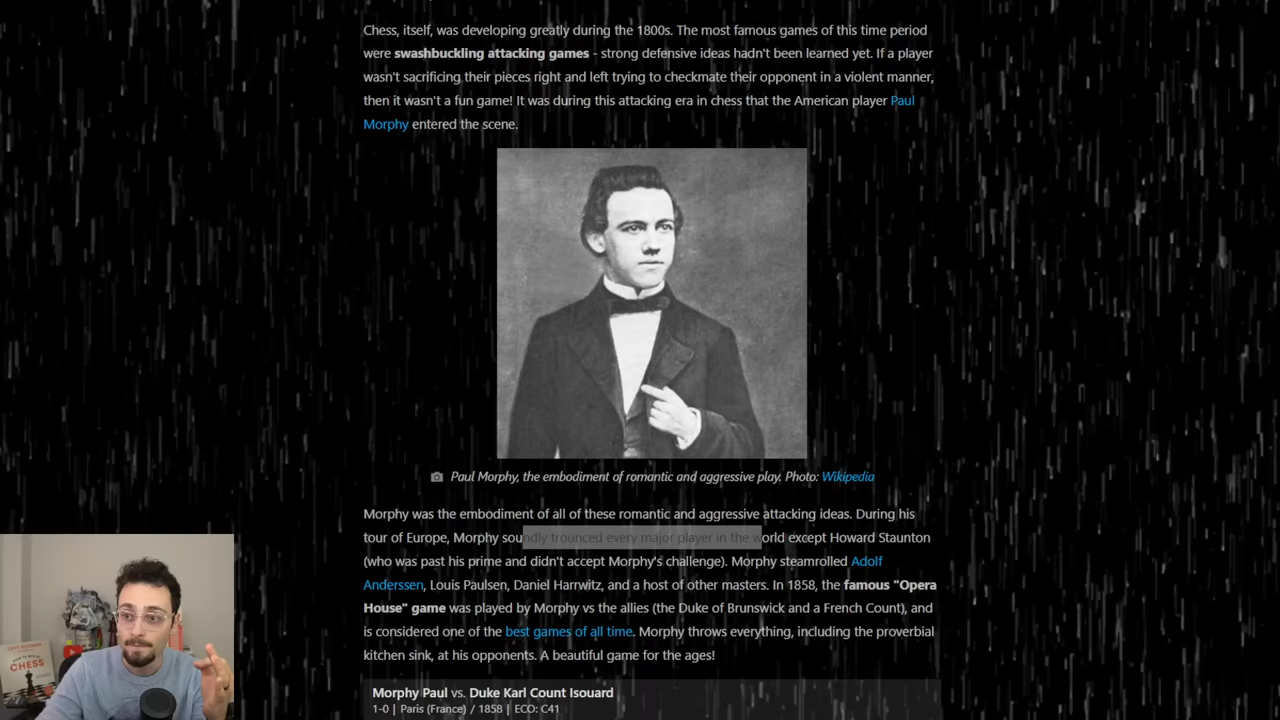 Chess, itself, was developing greatly during the 1800s. The most famous games of this time period
were swashbuckling attacking games - strong defensive ideas hadn't been learned yet. If a player
wasn't sacrificing their pieces right and left trying to checkmate their opponent in a violent manner,
then it wasn't a fun game! It was during this attacking era in chess that the American player Paul
Morphy entered the scene.
Paul Morphy, the embodiment of romantic and aggressive play. Photo: Wikipedia
Morphy was the embodiment of all of these romantic and aggressive attacking ideas. During his
tour of Europe, Morphy soundly trounced every major player in the world except Howard Staunton
(who was past his prime and didn't accept Morphy's challenge). Morphy steamrolled Adolf
Anderssen, Louis Paulsen, Daniel Harrwitz, and a host of other masters. In 1858, the famous "Opera
House" game was played by Morphy vs the allies (the Duke of Brunswick and a French Count), and
is considered one of the best games of all time. Morphy throws everything, including the proverbial
kitchen sink, at his opponents. A beautiful game for the ages!
Morphy Paul vs. Duke Karl Count Isouard
1-0 | Paris (France) / 1858 | ECO: C41
CHESS